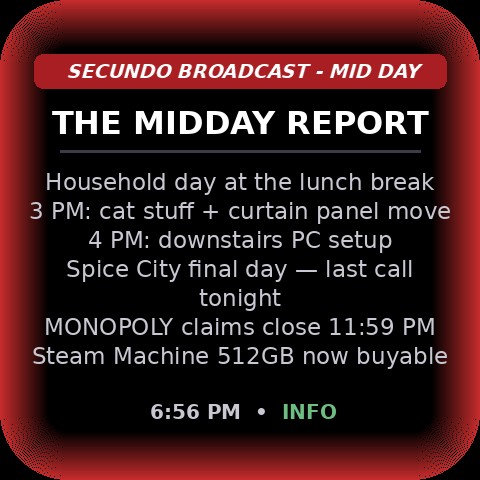 SECUNDO BROADCAST - MID DAY
THE MIDDAY REPORT
Household day at the lunch break
3 PM: cat stuff + curtain panel move
4 PM: downstairs PC setup
Spice City final day — last call
tonight
MONOPOLY claims close 11:59 PM
Steam Machine 512GB now buyable
6:56 PM • INFO